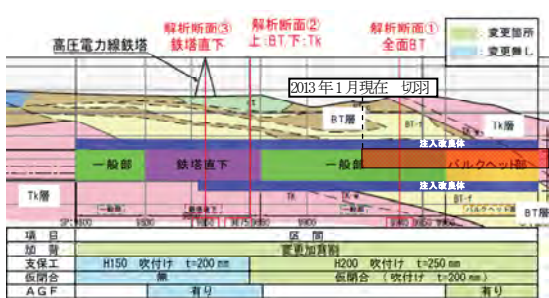 高圧電力線鉄塔
解析断面③
鉄塔直下
解析断面②
上:BT/下:Tk
解析断面①
全面BT
:変更箇所
:変更無し
2013年1月現在 切羽
BT層
Tk層
BT-f
注入改良体
一般部
鉄塔直下
一般部
バルクヘッド部
Tk層
注入改良体
TK
BT-f
BT層
項目
区間
加背
変更加背割
支保工
H150 吹付け t=200mm
H200 吹付け t=250mm
仮閉合
無
仮閉合(吹付け t=200mm)
AGF
有り
有り